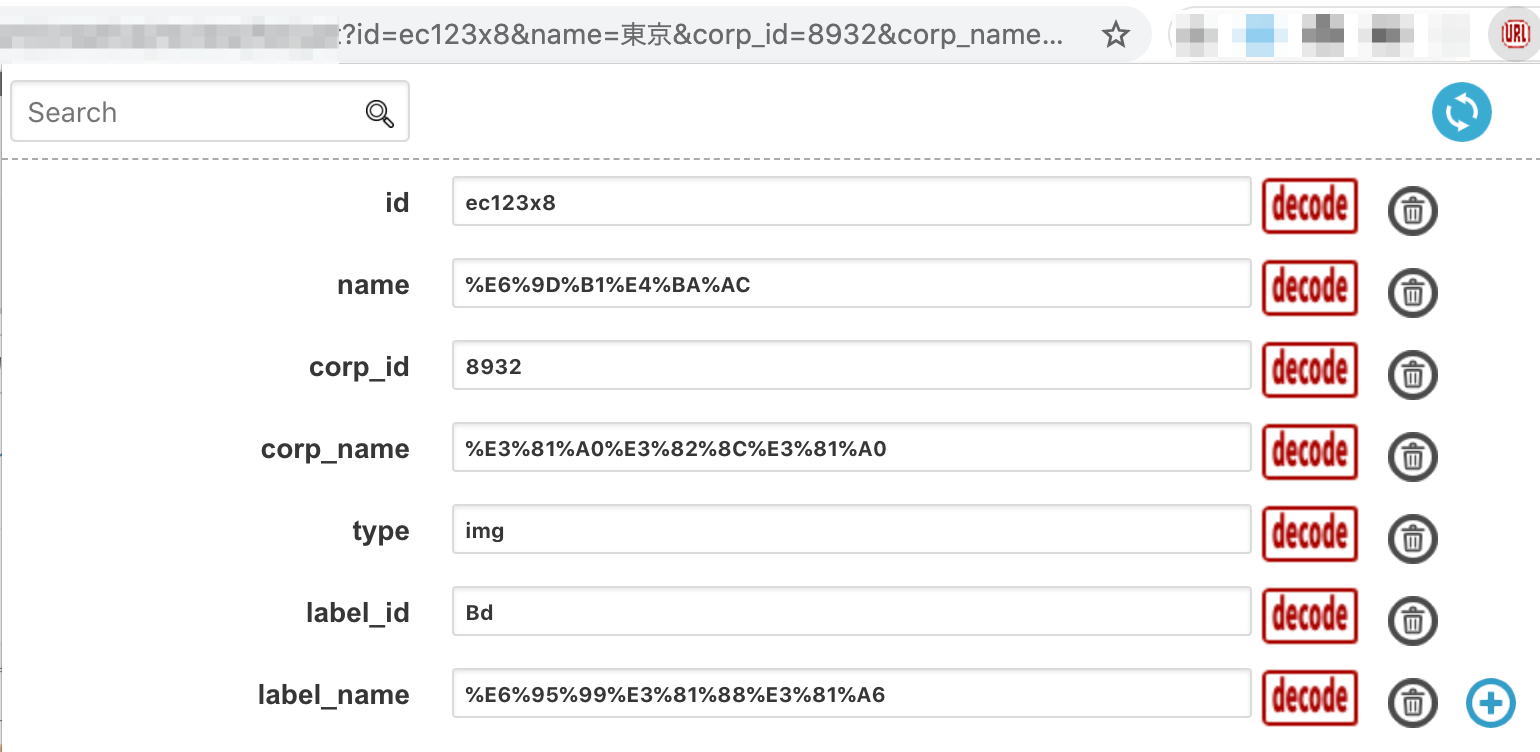 ?id=ec123x8&name=東京&corp_id=8932&corp_name...
URL
Search
id ec123x8 decode
name %E6%9D%B1%E4%BA%AC decode
corp_id 8932 decode
corp_name %E3%81%A0%E3%82%8C%E3%81%A0 decode
type img decode
label_id Bd decode
label_name %E6%95%99%E3%81%88%E3%81%A6 decode